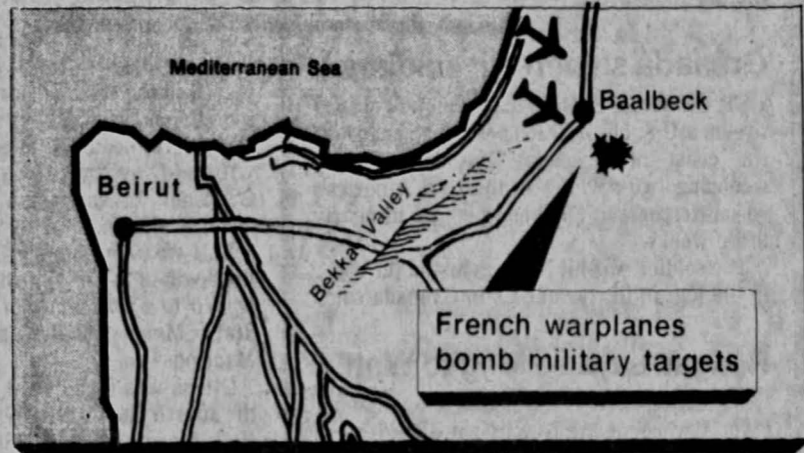 Mediterranean Sea
Baalbeck
Beirut
Bekka Valley
French warplanes
bomb military targets